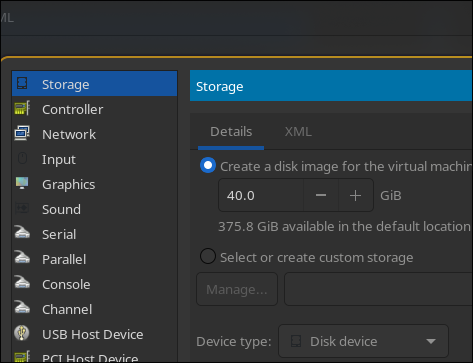 ML
Storage
Controller
Network
Input
Graphics
Sound
Serial
Parallel
Console
Channel
USB Host Device
PCI Host Device
Storage
Details XML
Create a disk image for the virtual machin
40.0 GiB
375.8 GiB available in the default location
Select or create custom storage
Manage...
Device type: Disk device